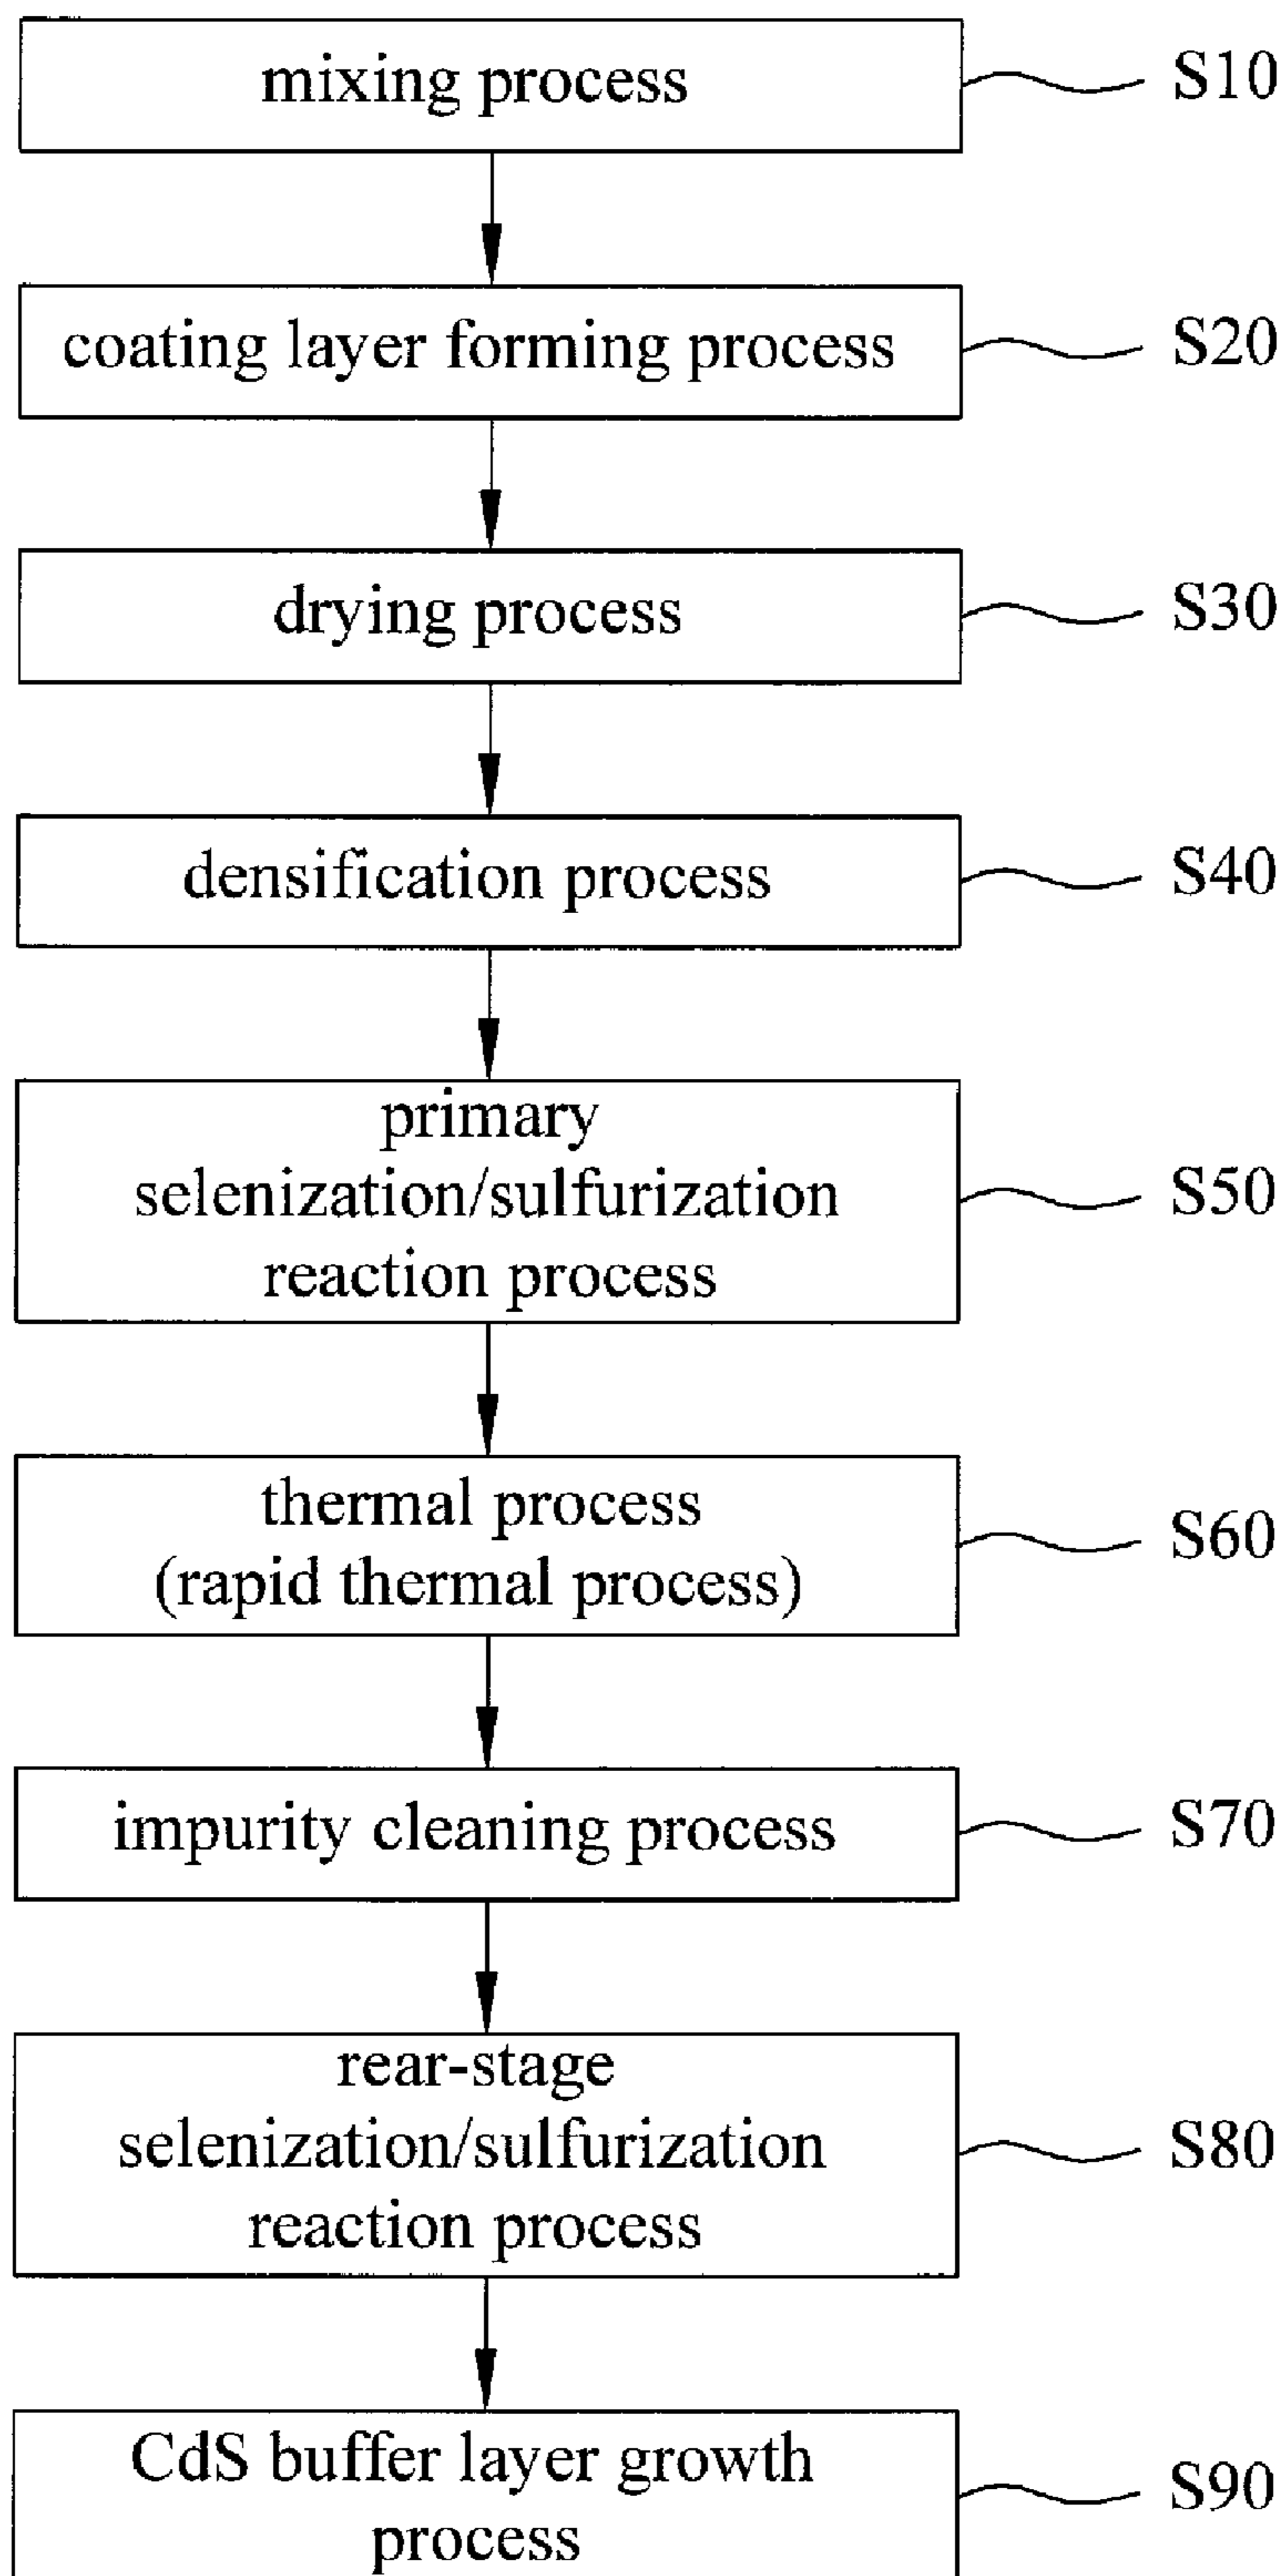 mixing process
S10
coating layer forming process
S20
drying process
S30
densification process
S40
primary
selenization/sulfurization
reaction process
S50
thermal process
(rapid thermal process)
S60
impurity cleaning process
S70
rear-stage
selenization/sulfurization
reaction process
S80
CdS buffer layer growth
process
S90